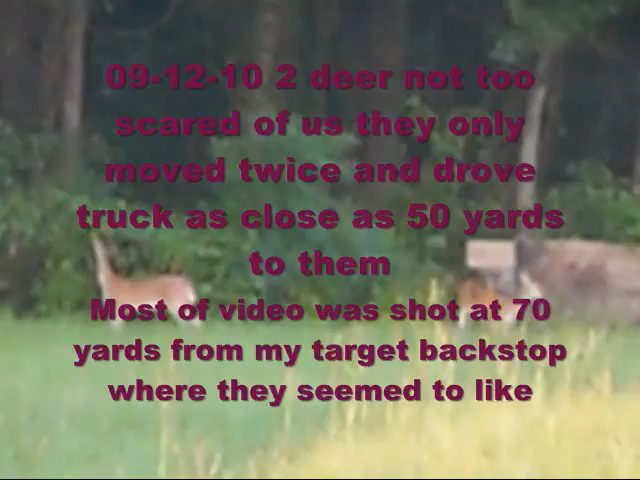 09-12-10 2 deer not too
scared of us they only
moved twice and drove
truck as close as 50 yards
to them
Most of video was shot at 70
yards from my target backstop
where they seemed to like